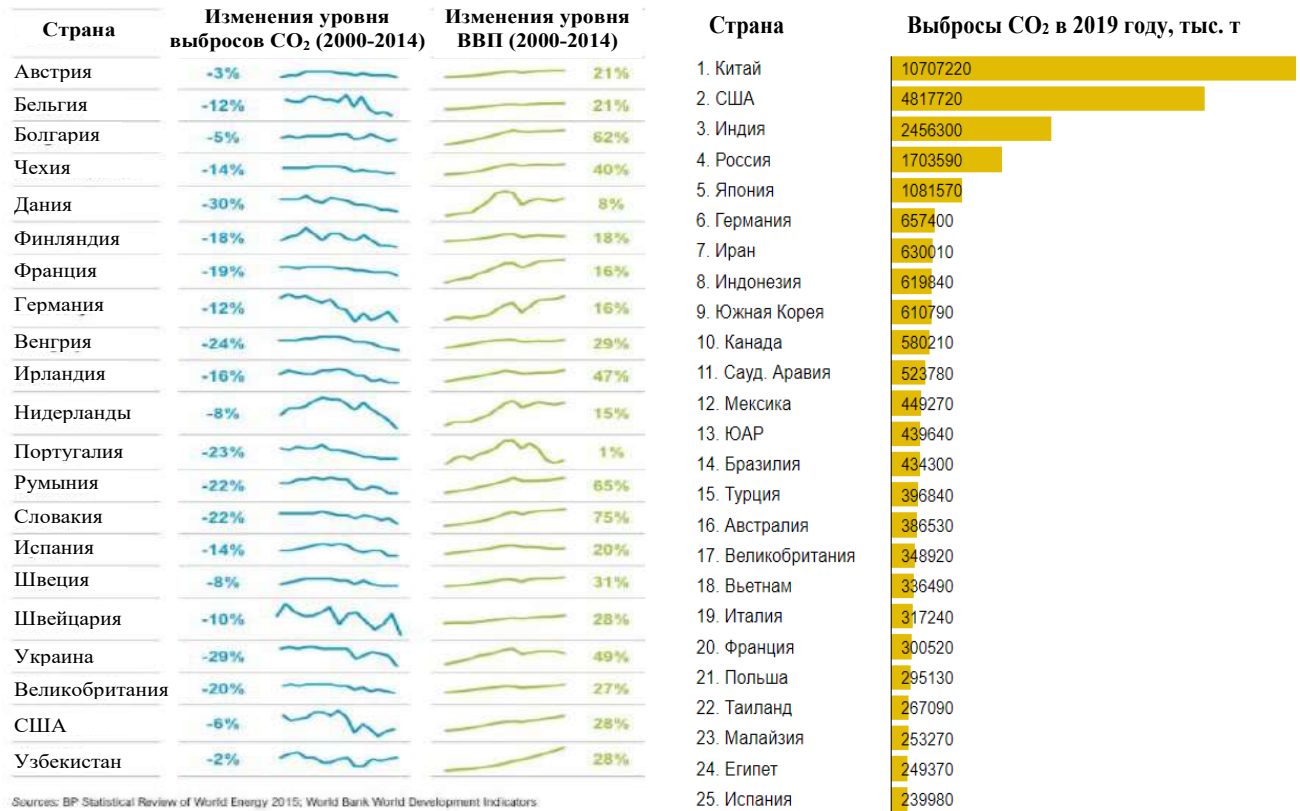 Страна
Изменения уровня выбросов CO₂ (2000-2014)
Изменения уровня ВВП (2000-2014)
Австрия -3% 21%
Бельгия -12% 21%
Болгария -5% 62%
Чехия -14% 40%
Дания -30% 8%
Финляндия -18% 18%
Франция -19% 16%
Германия -12% 16%
Венгрия -24% 29%
Ирландия -16% 47%
Нидерланды -8% 15%
Португалия -23% 1%
Румыния -22% 65%
Словакия -22% 75%
Испания -14% 20%
Швеция -8% 31%
Швейцария -10% 28%
Украина -29% 49%
Великобритания -20% 27%
США -6% 28%
Узбекистан -2% 28%
Sources: BP Statistical Review of World Energy 2015; World Bank World Development Indicators
Страна Выбросы CO₂ в 2019 году, тыс. т
1. Китай 10707220
2. США 4817720
3. Индия 2456300
4. Россия 1703590
5. Япония 1081570
6. Германия 657400
7. Иран 630010
8. Индонезия 619840
9. Южная Корея 610790
10. Канада 580210
11. Сауд. Аравия 523780
12. Мексика 449270
13. ЮАР 439640
14. Бразилия 434300
15. Турция 396840
16. Австралия 386530
17. Великобритания 348920
18. Вьетнам 336490
19. Италия 317240
20. Франция 300520
21. Польша 295130
22. Таиланд 267090
23. Малайзия 253270
24. Египет 249370
25. Испания 239980